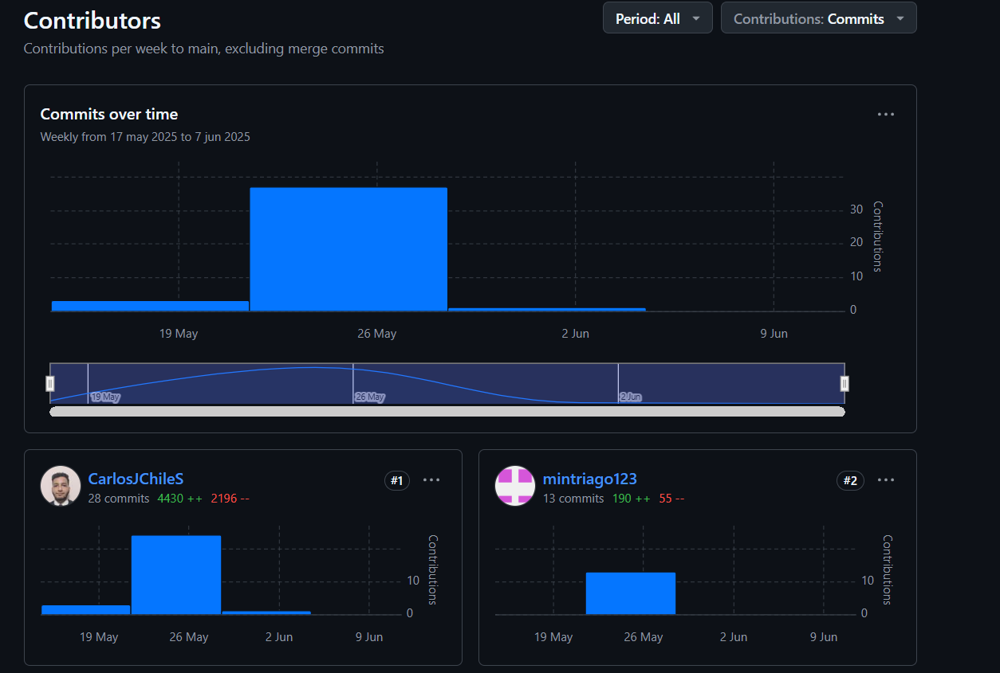 Contributors
Period: All
Contributions: Commits
Contributions per week to main, excluding merge commits
Commits over time
Weekly from 17 may 2025 to 7 jun 2025
30
20
10
0
Contributions
19 May
26 May
2 Jun
9 Jun
19 May
26 May
2 Jun
CarlosJChileS
#1
28 commits 4430 ++ 2196 --
10
0
Contributions
19 May
26 May
2 Jun
9 Jun
mintriago123
#2
13 commits 190 ++ 55 --
10
0
Contributions
19 May
26 May
2 Jun
9 Jun